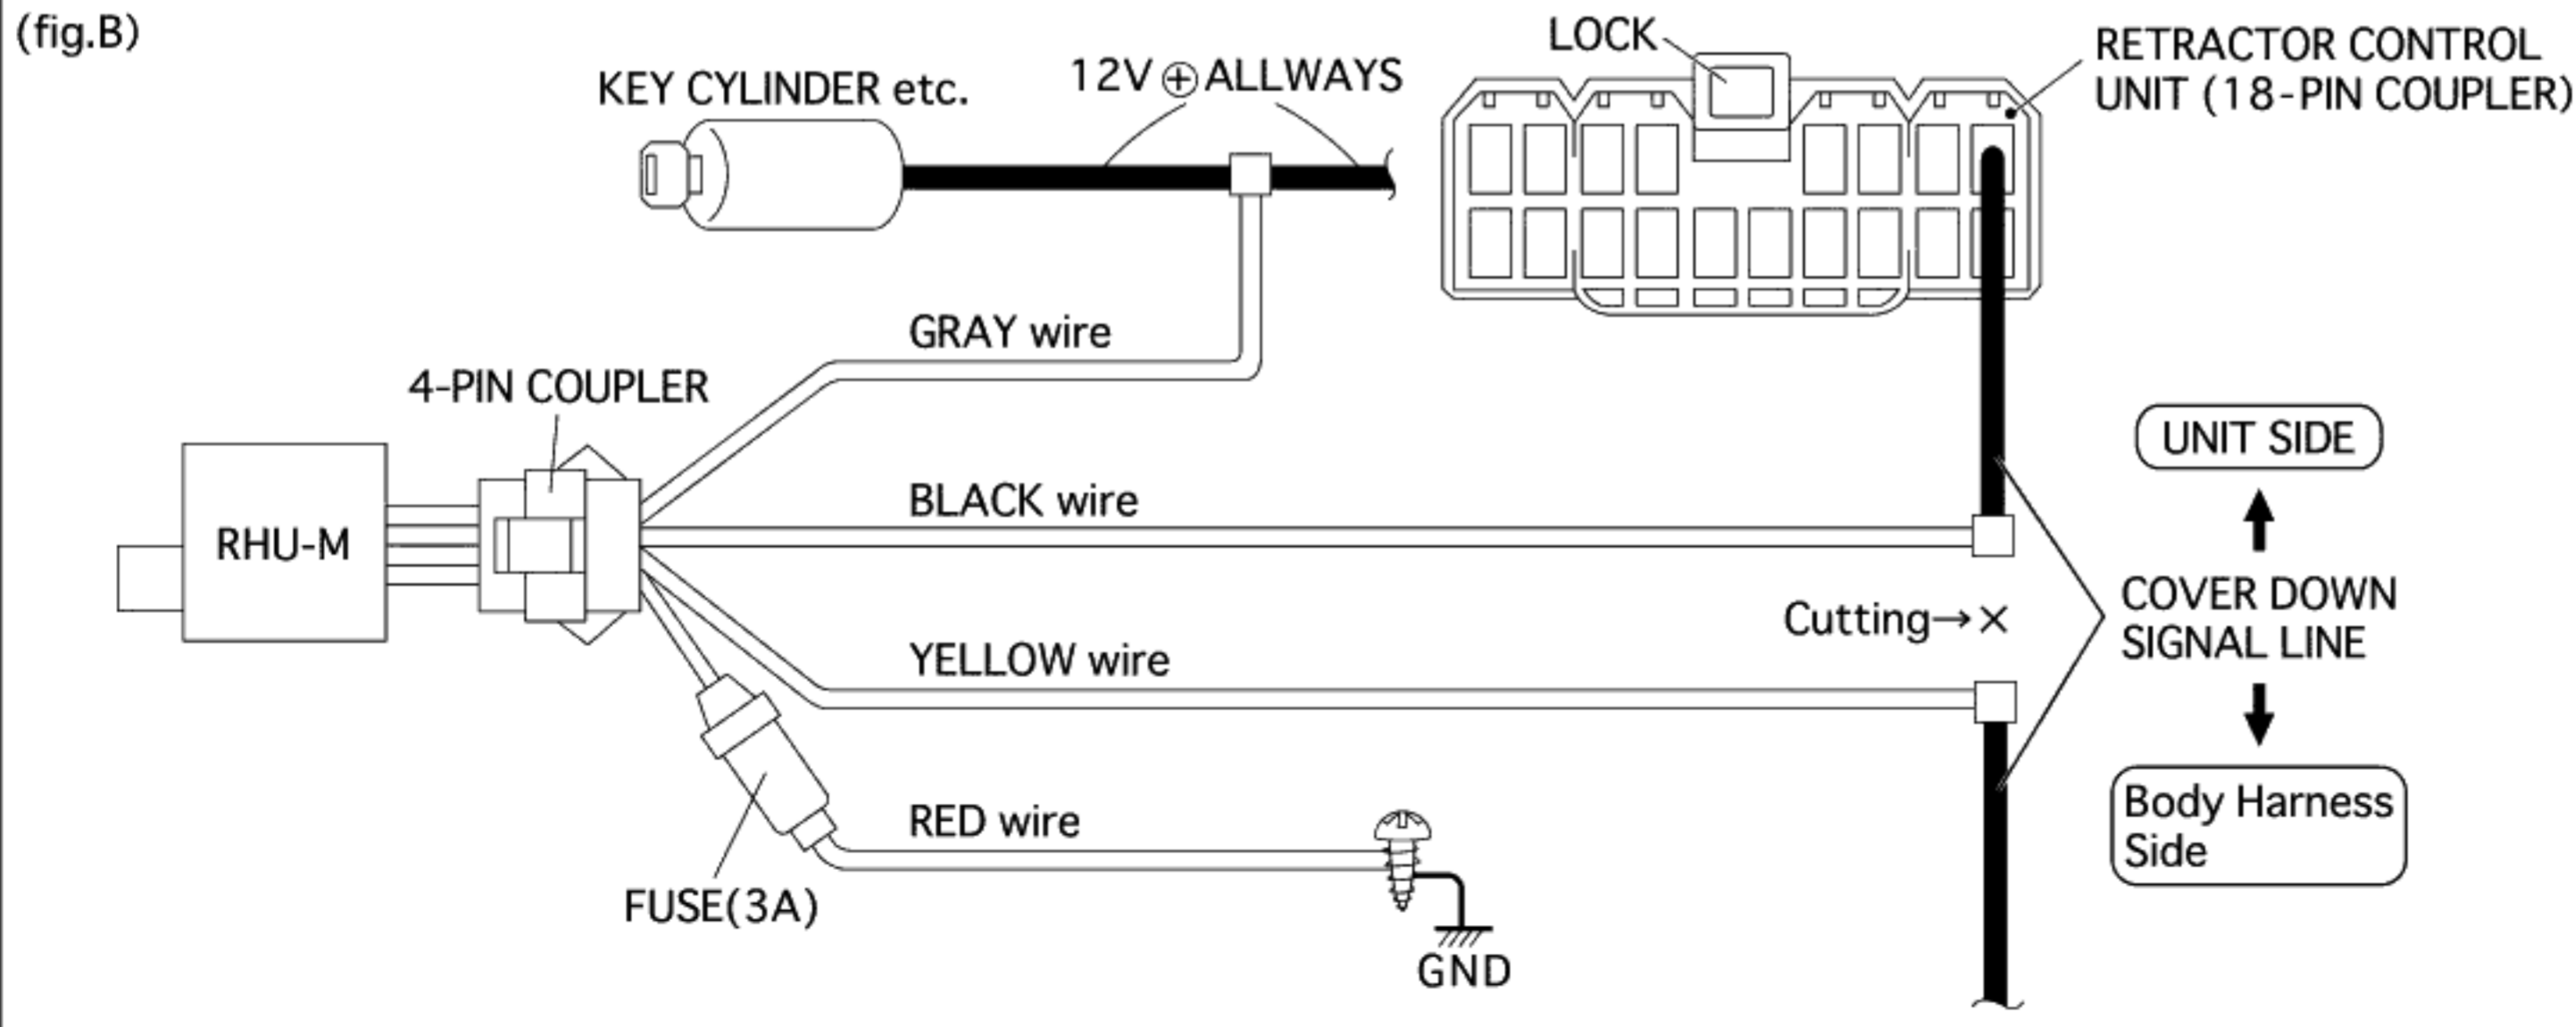 (fig.B)
KEY CYLINDER etc.
12V⊕ALLWAYS
LOCK
RETRACTOR CONTROL
UNIT (18-PIN COUPLER)
GRAY wire
4-PIN COUPLER
RHU-M
BLACK wire
UNIT SIDE
Cutting→×
COVER DOWN
SIGNAL LINE
YELLOW wire
Body Harness
Side
RED wire
FUSE(3A)
GND